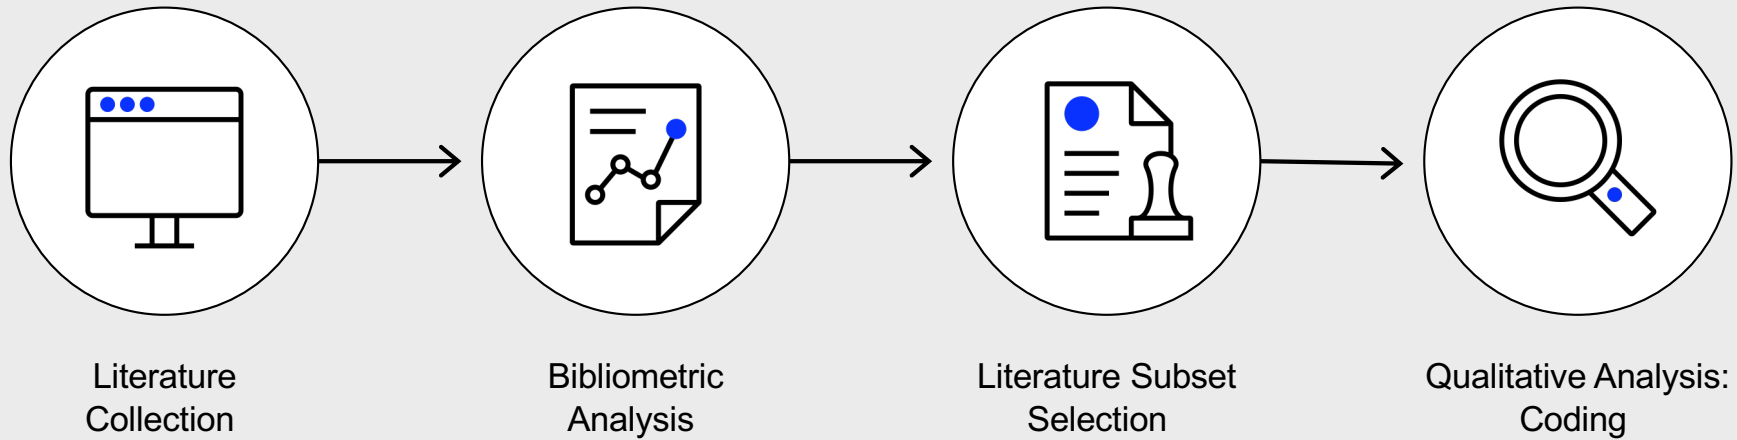 Literature
Collection
Bibliometric
Analysis
Literature Subset
Selection
Qualitative Analysis:
Coding